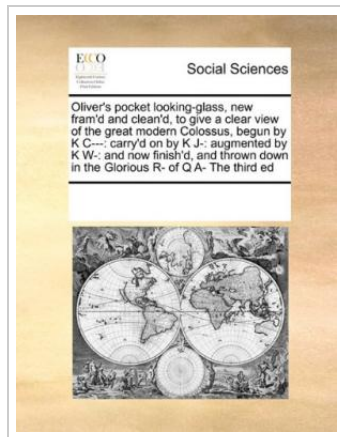 ECCO
Social Sciences
Oliver's pocket looking-glass, new
fram'd and clean'd, to give a clear view
of the great modern Colossus, begun by
K C---: carry'd on by K J-: augmented by
K W-: and now finish'd, and thrown down
in the Glorious R- of Q A- The third ed